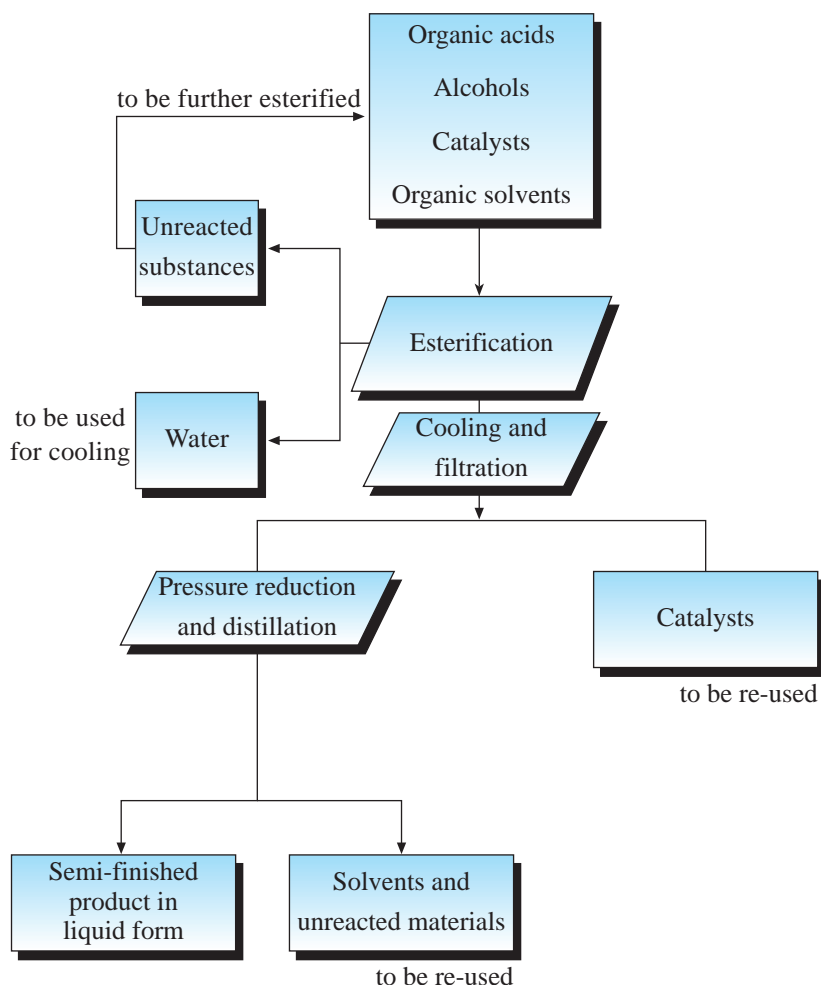 Organic acids
Alcohols
Catalysts
Organic solvents
to be further esterified
Unreacted
substances
Esterification
to be used
for cooling
Water
Cooling and
filtration
Pressure reduction
and distillation
Catalysts
to be re-used
Semi-finished
product in
liquid form
Solvents and
unreacted materials
to be re-used